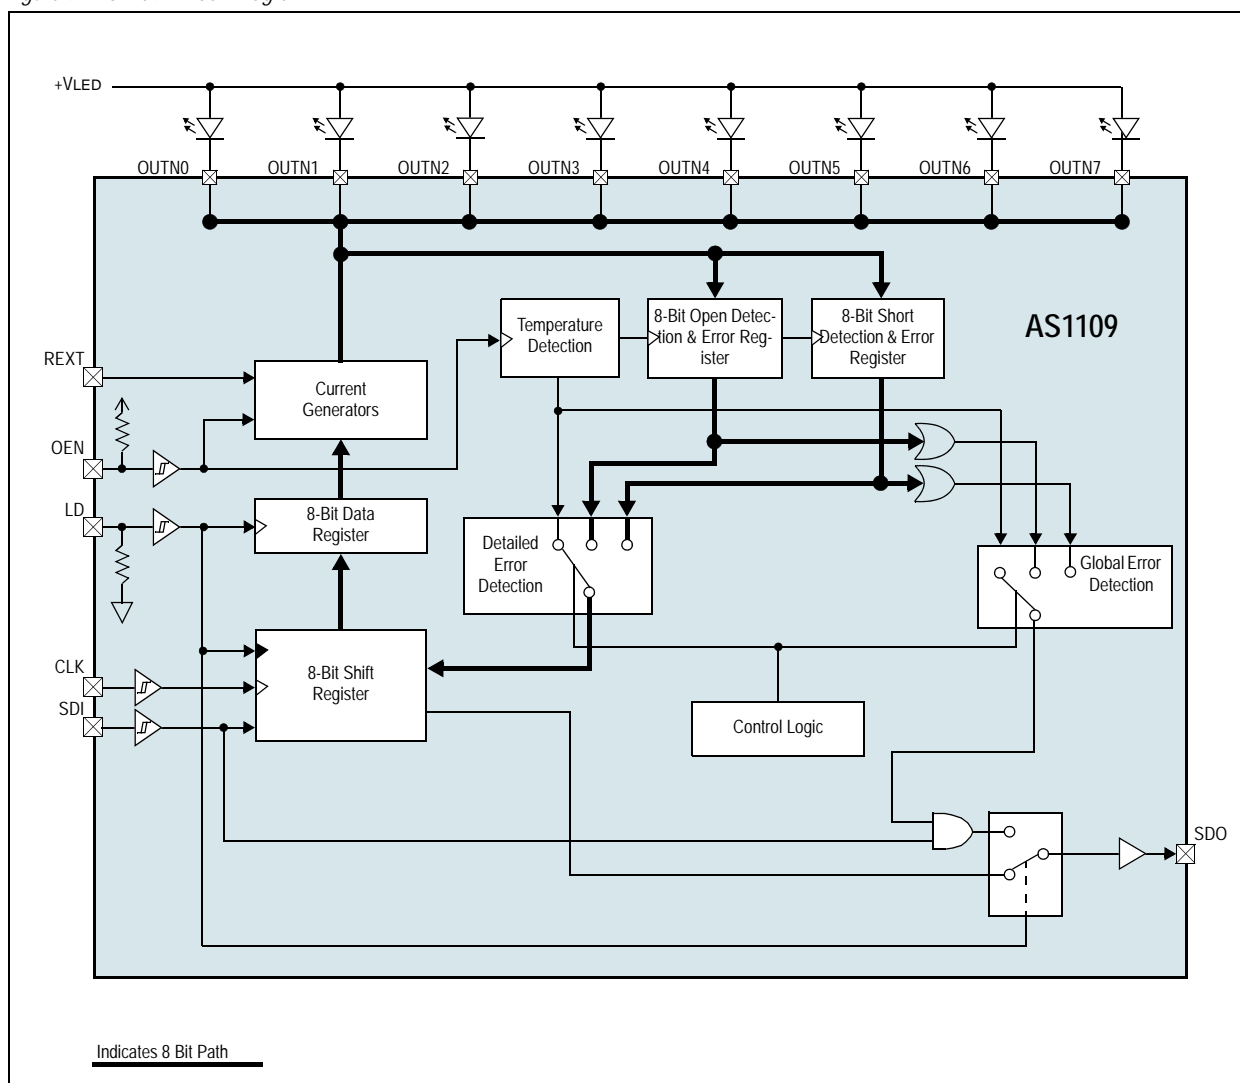 +VLED
OUTN0
OUTN1
OUTN2
OUTN3
OUTN4
OUTN5
OUTN6
OUTN7
AS1109
Temperature
Detection
8-Bit Open Detec-
tion & Error Reg-
ister
8-Bit Short
Detection & Error
Register
REXT
Current
Generators
OEN
LD
8-Bit Data
Register
Detailed
Error
Detection
Global Error
Detection
CLK
SDI
8-Bit Shift
Register
Control Logic
SDO
Indicates 8 Bit Path